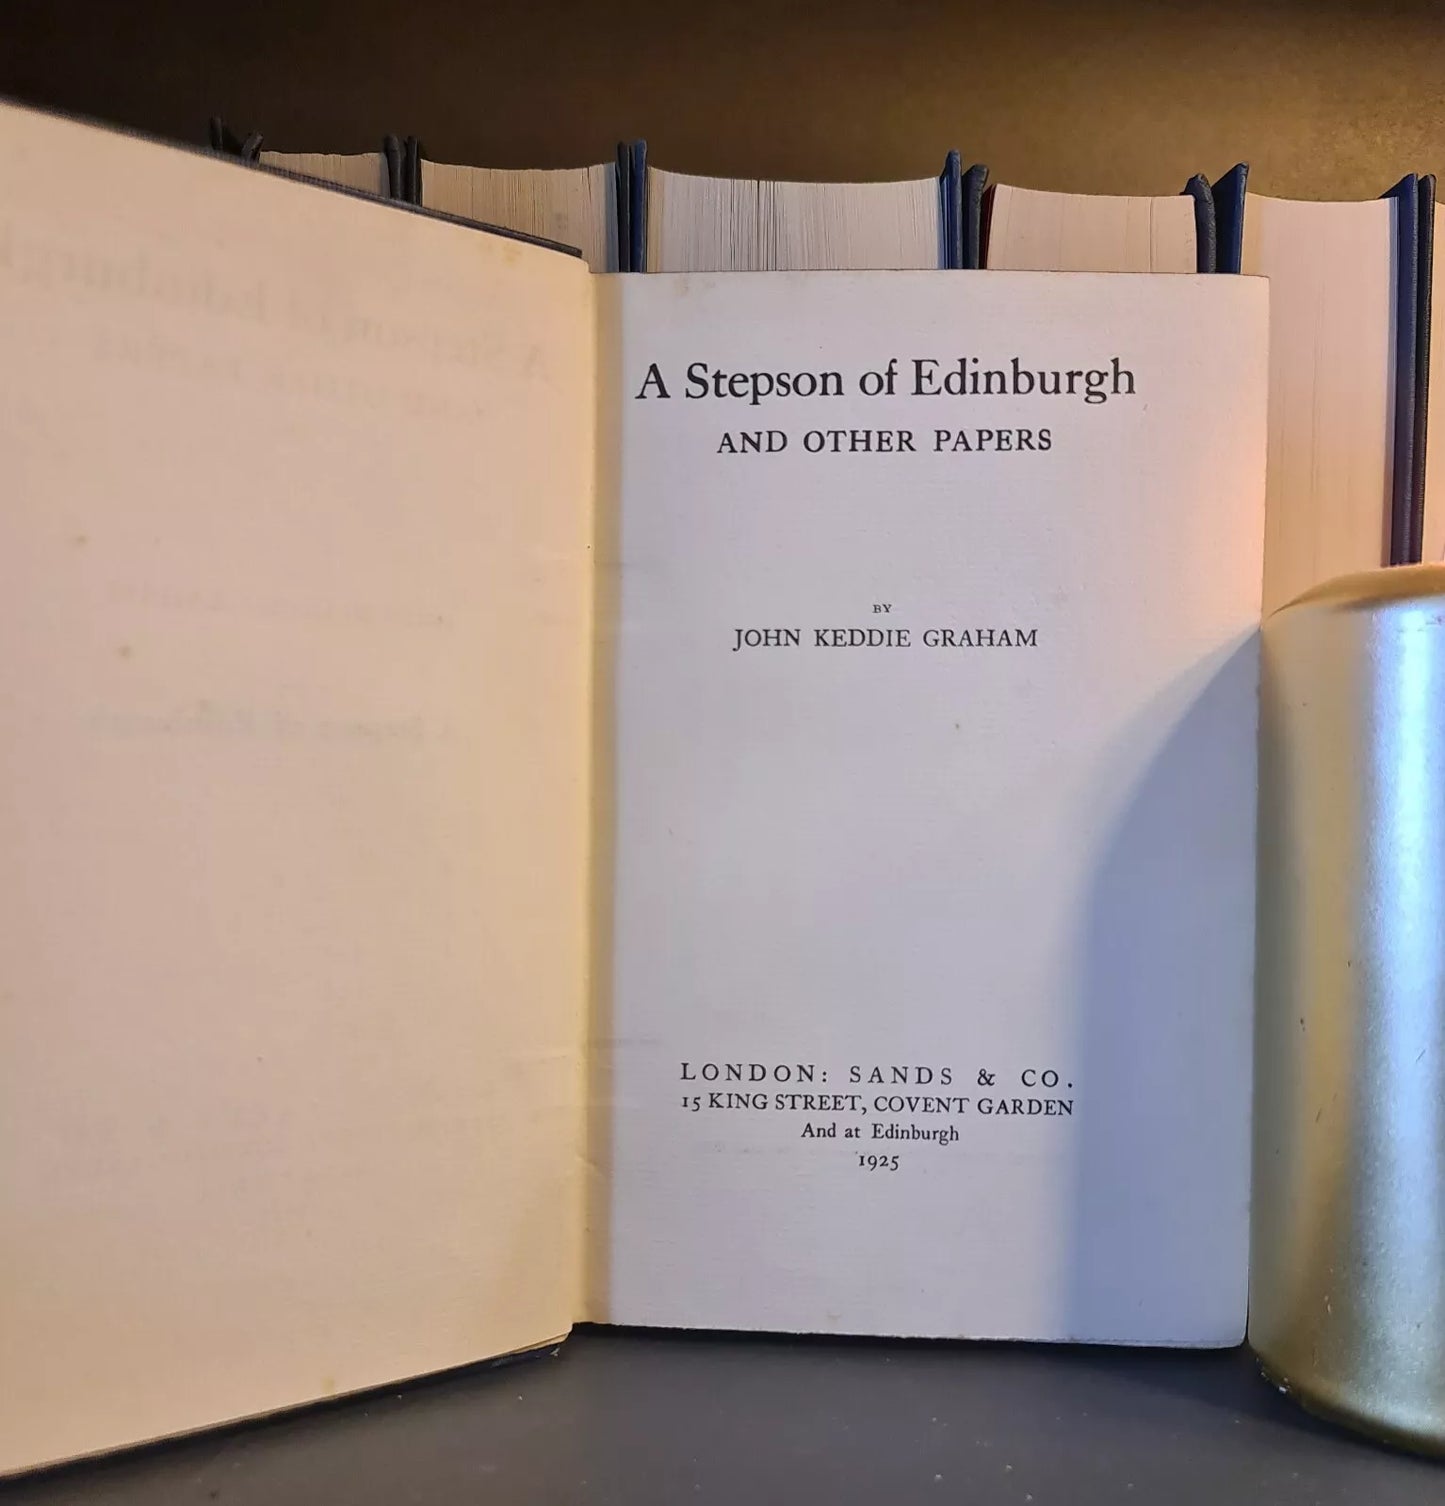 A Stepson of Edinburgh
AND OTHER PAPERS
BY
JOHN KEDDIE GRAHAM
LONDON: SANDS & CO.
15 KING STREET, COVENT GARDEN
And at Edinburgh
1925